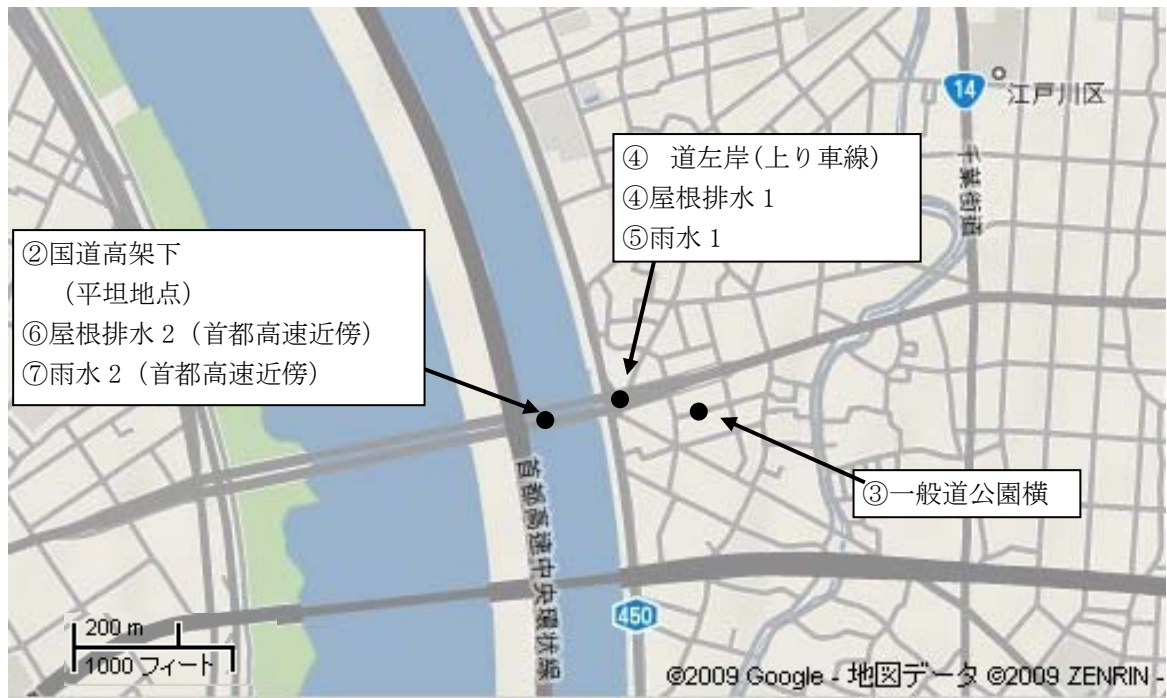 14
江戸川区
千葉街道
④ 道左岸(上り車線)
④屋根排水 1
⑤雨水 1
②国道高架下
(平坦地点)
⑥屋根排水 2 (首都高速近傍)
⑦雨水 2 (首都高速近傍)
③一般道公園横
首都高速中央環状線
450
200 m
1000 フィート
©2009 Google - 地図データ ©2009 ZENRIN -